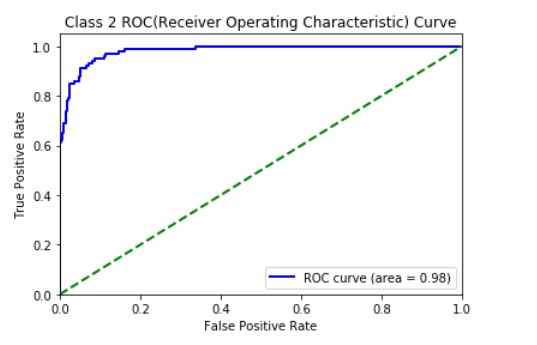 Class 2 ROC(Receiver Operating Characteristic) Curve
1.0
0.8
0.6
0.4
0.2
0.0
True Positive Rate
0.0 0.2 0.4 0.6 0.8 1.0
False Positive Rate
ROC curve (area = 0.98)